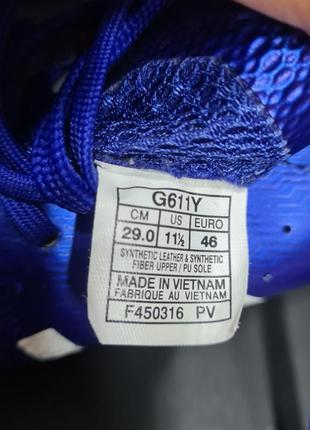 G611Y
CM US EURO
29.0 11½ 46
SYNTHETIC LEATHER & SYNTHETIC
FIBER UPPER / PU SOLE
MADE IN VIETNAM
FABRIQUE AU VIETNAM
F450316 PV